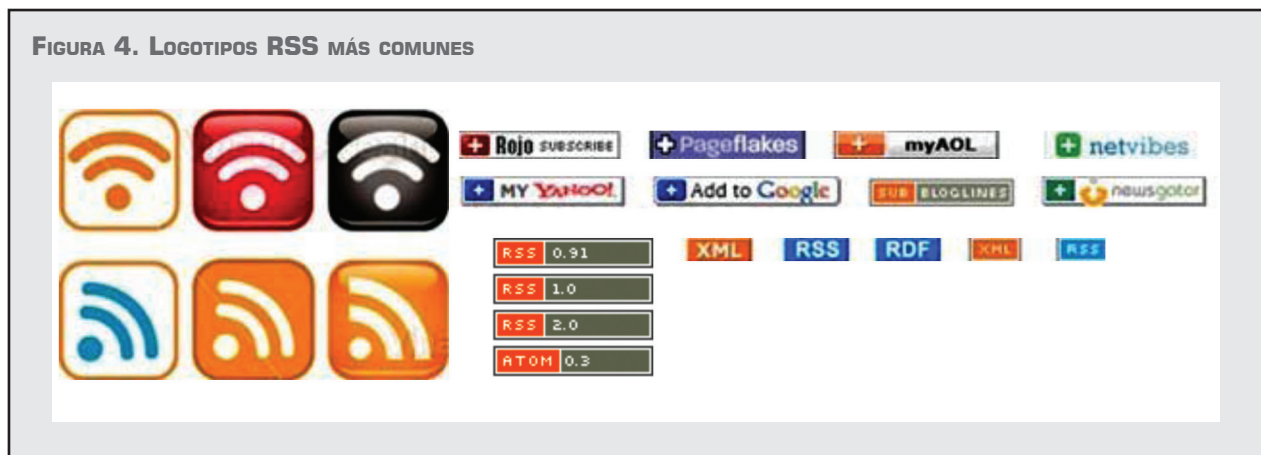 FIGURA 4. LOGOTIPOS RSS MÁS COMUNES
Rojo SUBSCRIBE
Pageflakes
myAOL
netvibes
MY YAHOO!
Add to Google
SUB BLOGLINES
newsgator
RSS 0.91
XML
RSS
RDF
XML
RSS
RSS 1.0
RSS 2.0
ATOM 0.3